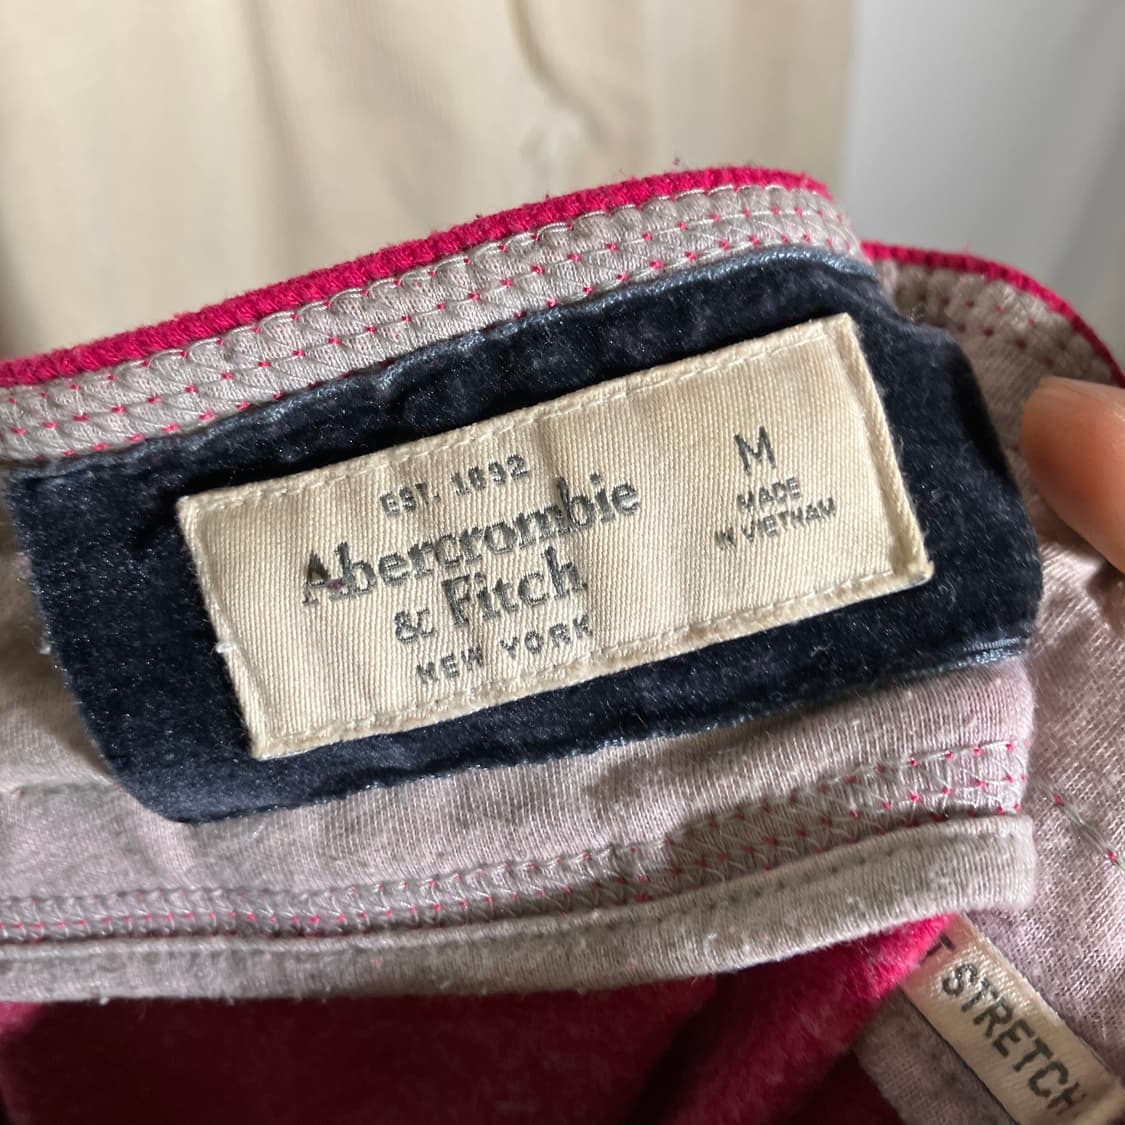 EST. 1892
Abercrombie
& Fitch
NEW YORK
M
MADE
IN VIETNAM
STRETCH